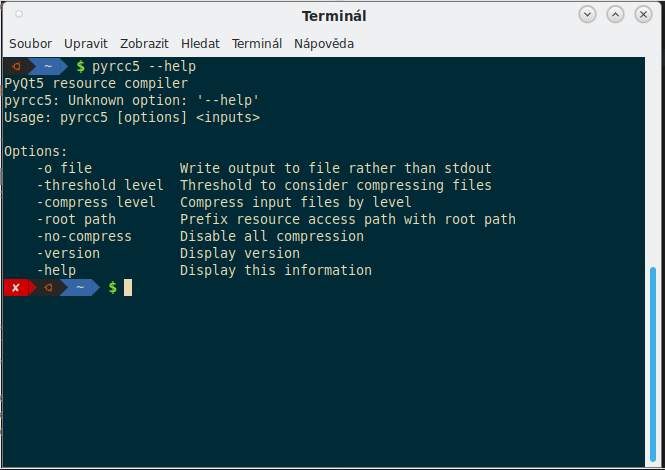 Terminál
Soubor Upravit Zobrazit Hledat Terminál Nápověda
~ $ pyrcc5 --help
PyQt5 resource compiler
pyrcc5: Unknown option: '--help'
Usage: pyrcc5 [options] <inputs>
Options:
-o file Write output to file rather than stdout
-threshold level Threshold to consider compressing files
-compress level Compress input files by level
-root path Prefix resource access path with root path
-no-compress Disable all compression
-version Display version
-help Display this information
✘ ~ $